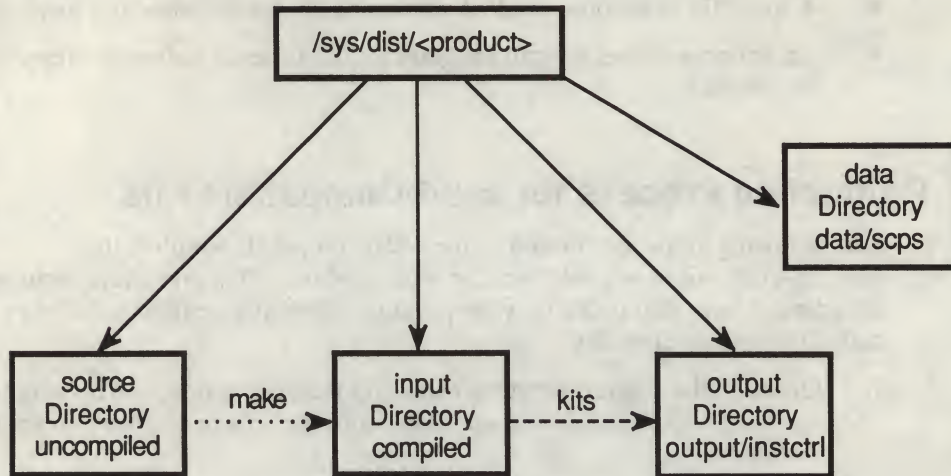 /sys/dist/<product>
data
Directory
data/scps
source
Directory
uncompiled
make
input
Directory
compiled
kits
output
Directory
output/instctrl